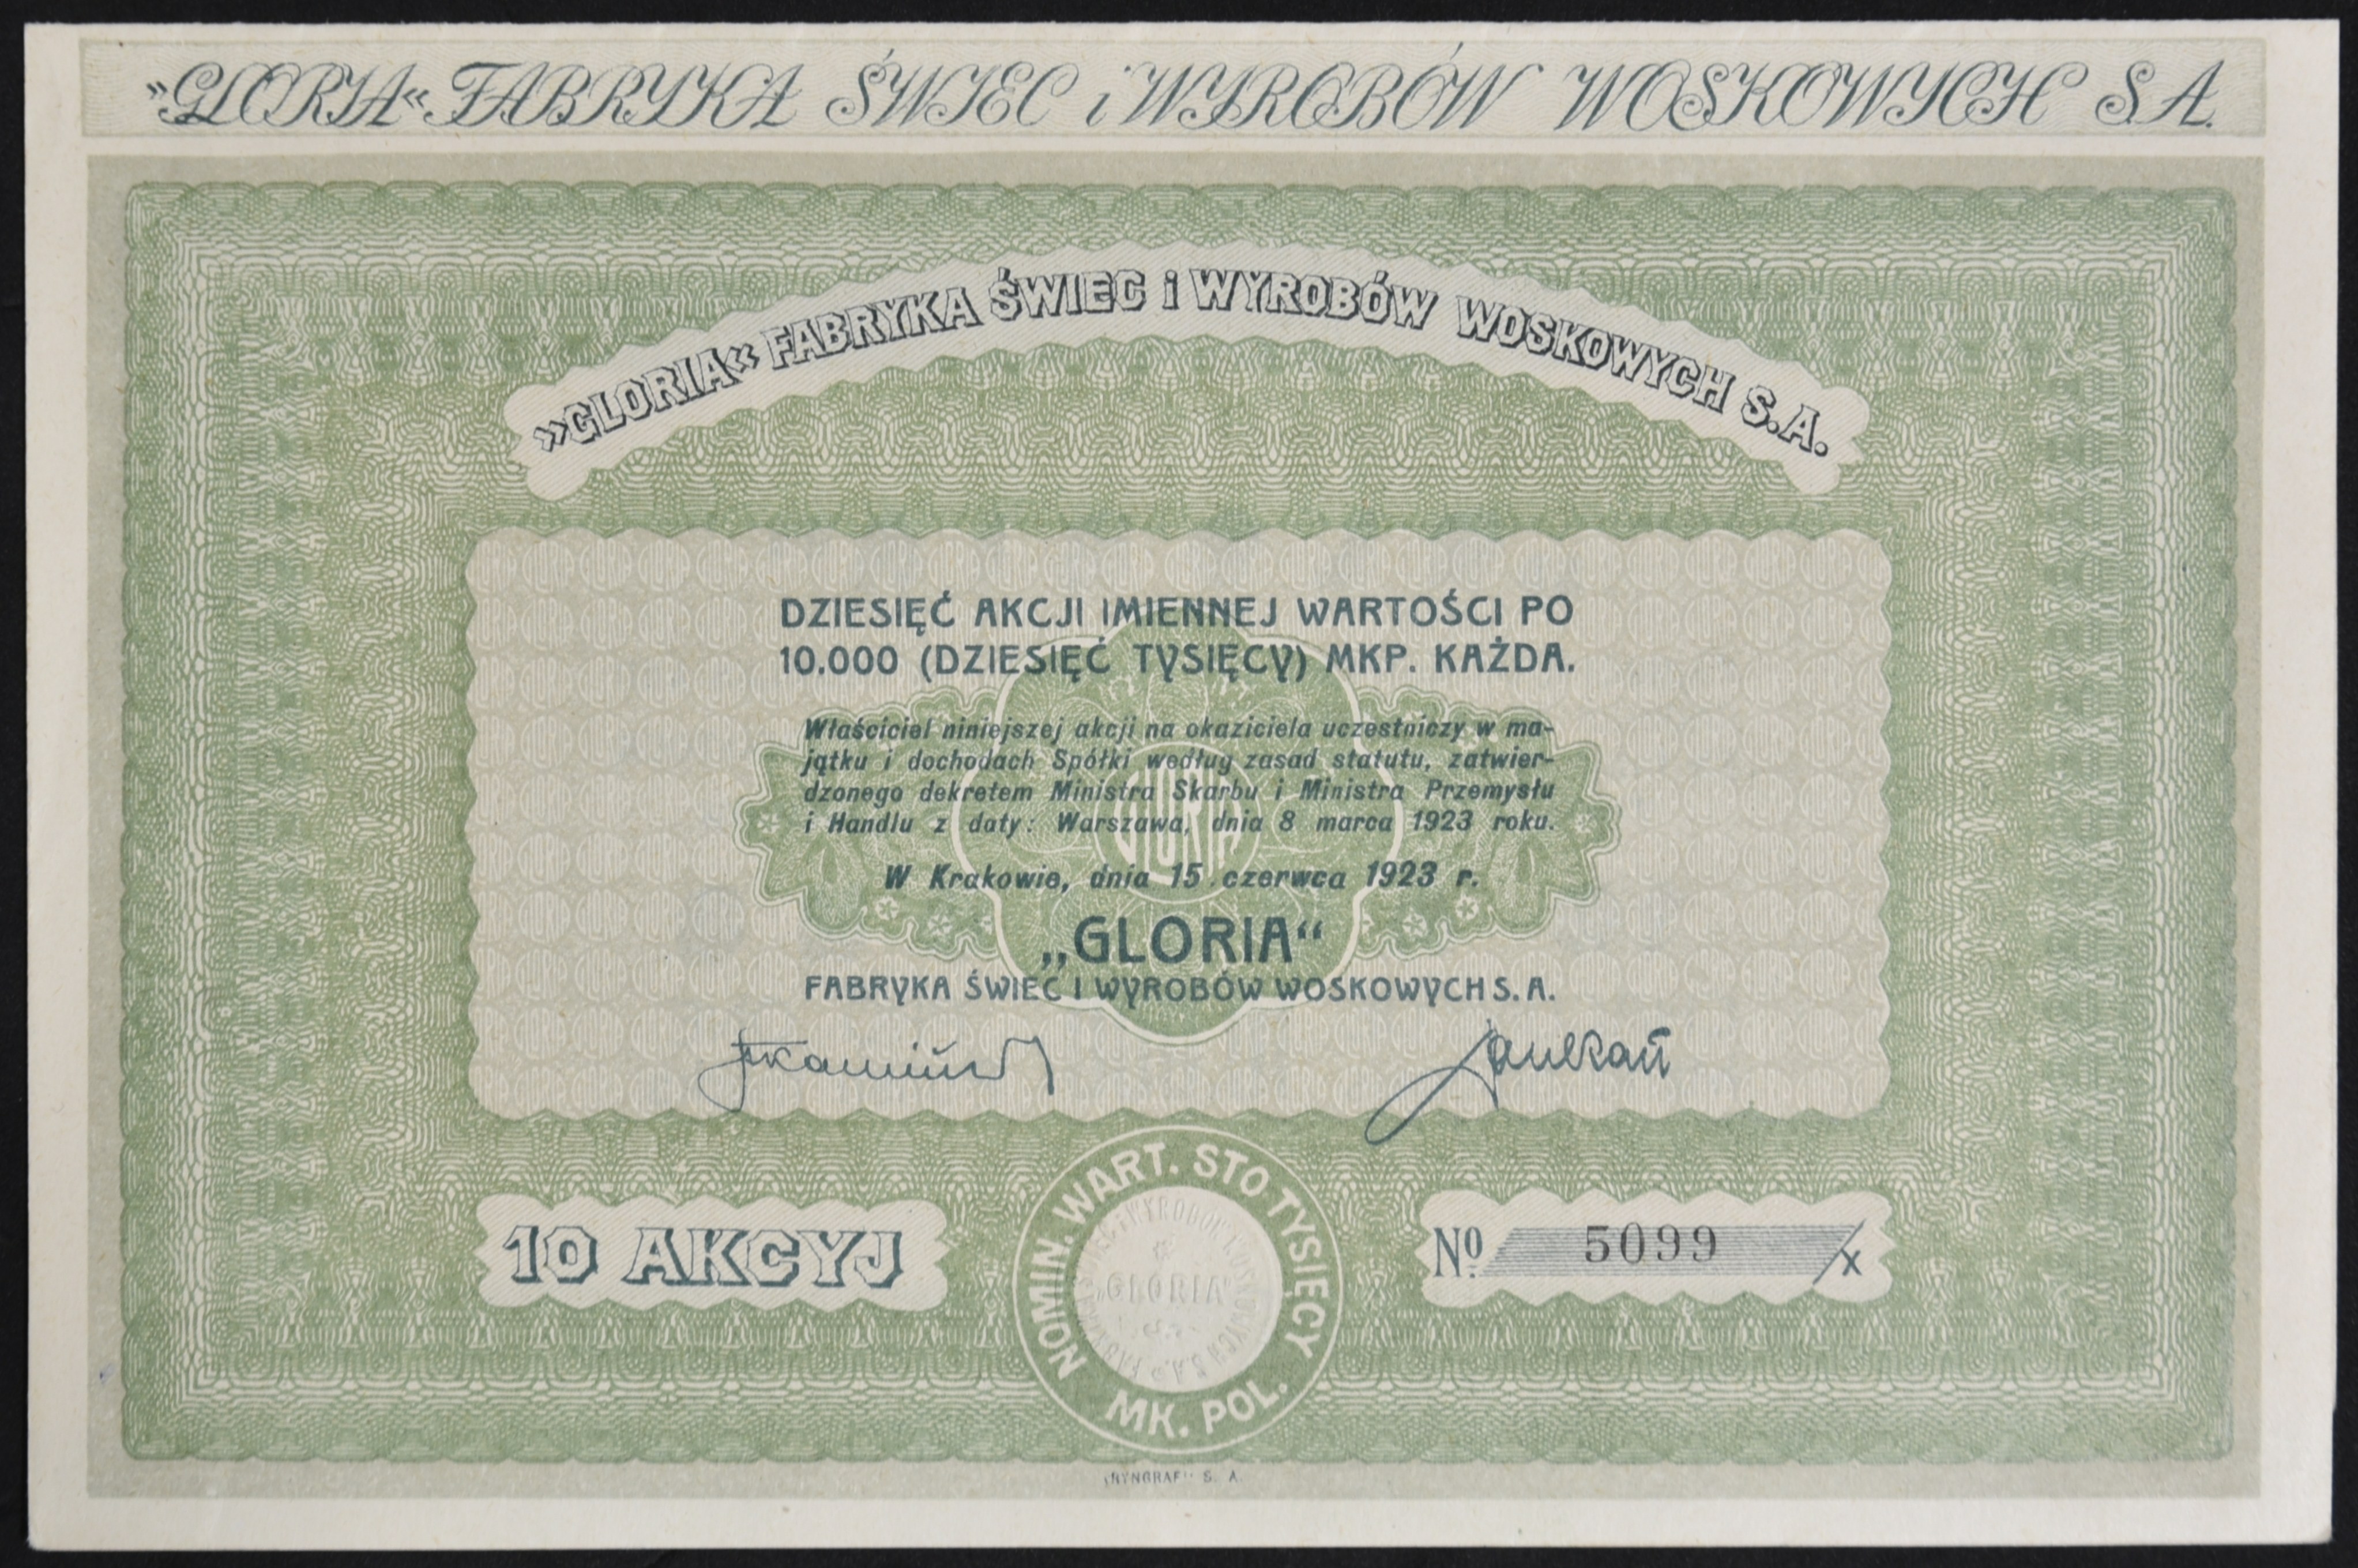 »GLORIA« FABRYKA ŚWIEC i WYROBÓW WOSKOWYCH S.A.
»GLORIA« FABRYKA ŚWIEC i WYROBÓW WOSKOWYCH S.A.
DZIESIĘĆ AKCJI IMIENNEJ WARTOŚCI PO
10.000 (DZIESIĘĆ TYSIĘCY) MKP. KAŻDA.
Właściciel niniejszej akcji na okaziciela uczestniczy w ma-
jątku i dochodach Spółki według zasad statutu, zatwier-
dzonego dekretem Ministra Skarbu i Ministra Przemysłu
i Handlu z daty: Warszawa, dnia 8 marca 1923 roku.
W Krakowie, dnia 15 czerwca 1923 r.
„GLORIA“
FABRYKA ŚWIEC I WYROBÓW WOSKOWYCH S. A.
10 AKCYJ
NOMIN. WART. STO TYSIĘCY
MK. POL.
GLORIA
No. 5099 /x
"RYNGRAF" S. A.